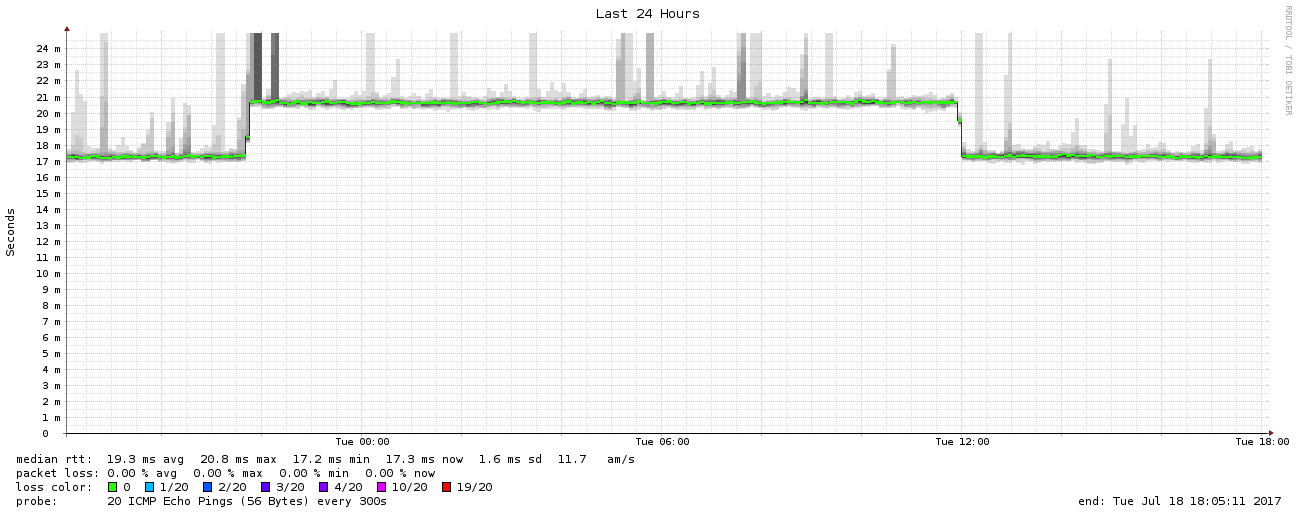 Last 24 Hours
RRDTOOL / TOBI OETIKER
Seconds
24 m
23 m
22 m
21 m
20 m
19 m
18 m
17 m
16 m
15 m
14 m
13 m
12 m
11 m
10 m
9 m
8 m
7 m
6 m
5 m
4 m
3 m
2 m
1 m
0
Tue 00:00 Tue 06:00 Tue 12:00 Tue 18:00
median rtt: 19.3 ms avg 20.8 ms max 17.2 ms min 17.3 ms now 1.6 ms sd 11.7 am/s
packet loss: 0.00 % avg 0.00 % max 0.00 % min 0.00 % now
loss color: 0 1/20 2/20 3/20 4/20 10/20 19/20
probe: 20 ICMP Echo Pings (56 Bytes) every 300s end: Tue Jul 18 18:05:11 2017